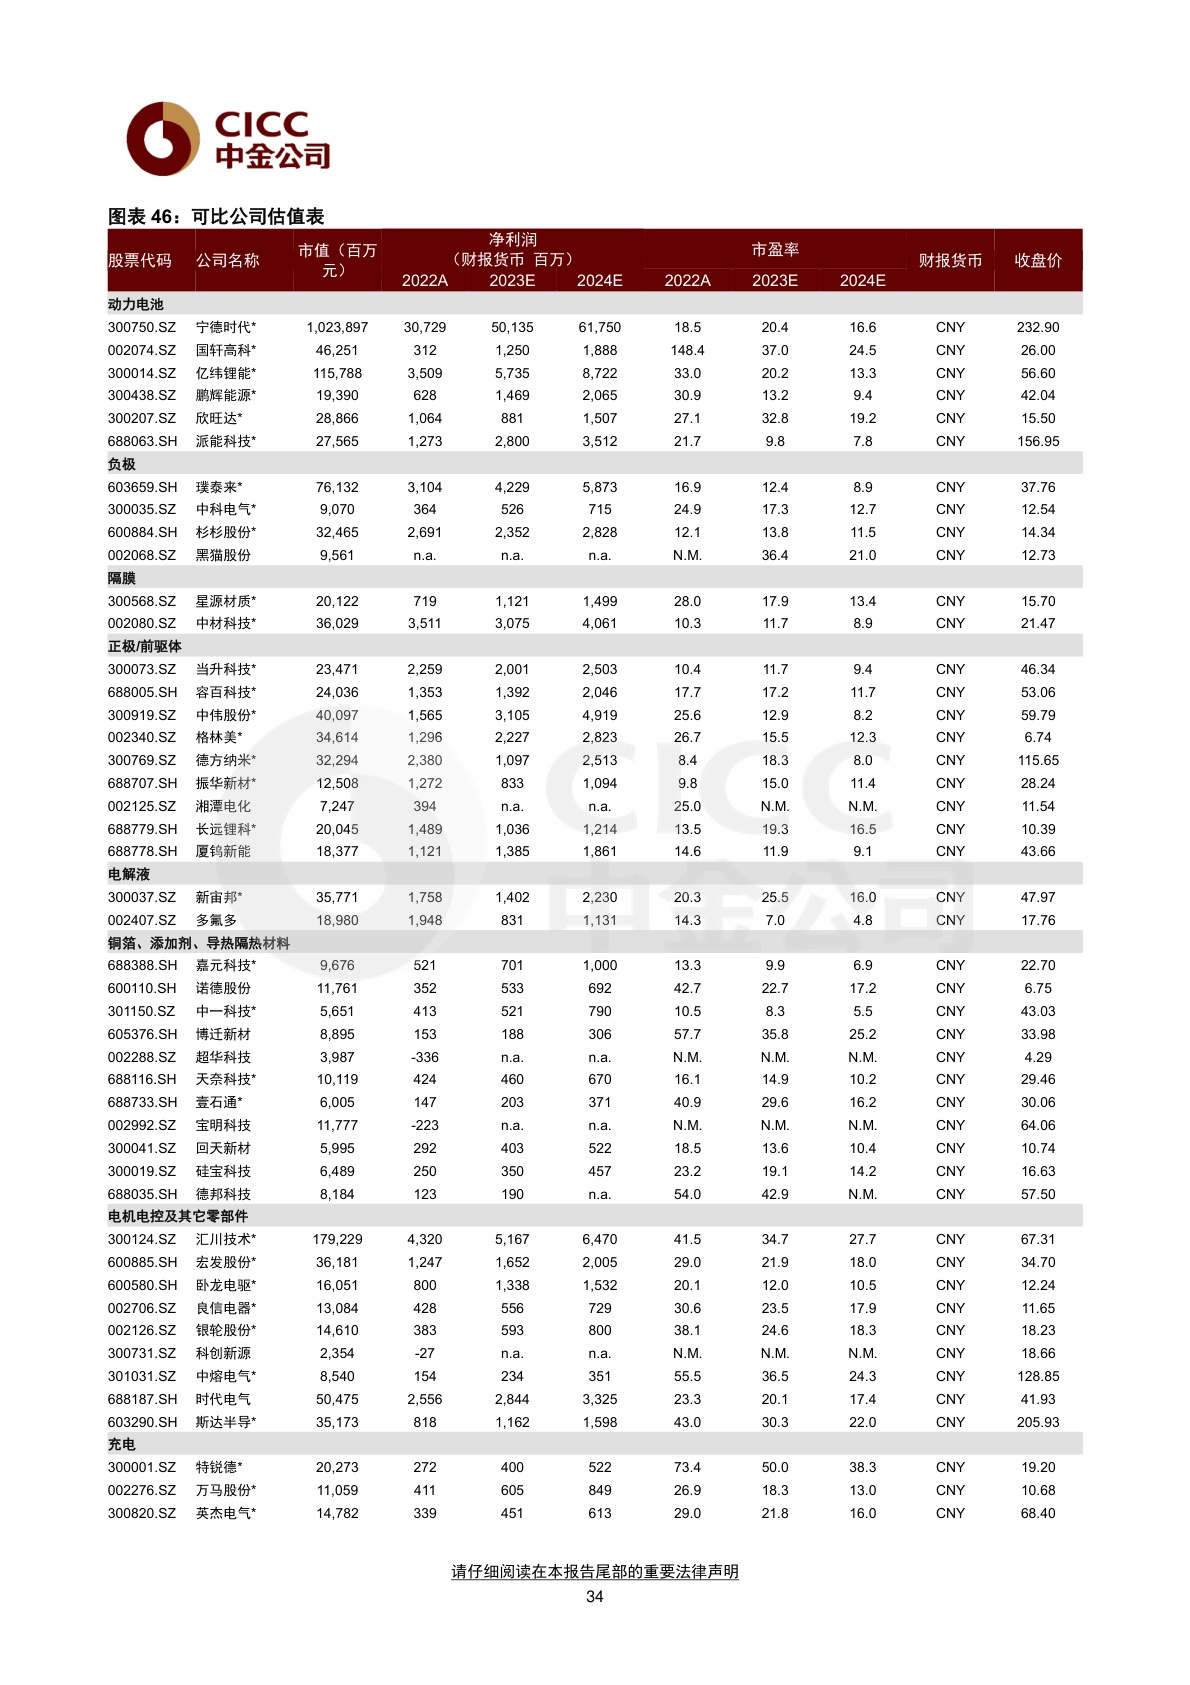 CICC
中金公司
图表 46：可比公司估值表
股票代码 公司名称 市值（百万元） 净利润（财报货币 百万） 市盈率 财报货币 收盘价
2022A 2023E 2024E 2022A 2023E 2024E
动力电池
300750.SZ 宁德时代* 1,023,897 30,729 50,135 61,750 18.5 20.4 16.6 CNY 232.90
002074.SZ 国轩高科* 46,251 312 1,250 1,888 148.4 37.0 24.5 CNY 26.00
300014.SZ 亿纬锂能* 115,788 3,509 5,735 8,722 33.0 20.2 13.3 CNY 56.60
300438.SZ 鹏辉能源* 19,390 628 1,469 2,065 30.9 13.2 9.4 CNY 42.04
300207.SZ 欣旺达* 28,866 1,064 881 1,507 27.1 32.8 19.2 CNY 15.50
688063.SH 派能科技* 27,565 1,273 2,800 3,512 21.7 9.8 7.8 CNY 156.95
负极
603659.SH 璞泰来* 76,132 3,104 4,229 5,873 16.9 12.4 8.9 CNY 37.76
300035.SZ 中科电气* 9,070 364 526 715 24.9 17.3 12.7 CNY 12.54
600884.SH 杉杉股份* 32,465 2,691 2,352 2,828 12.1 13.8 11.5 CNY 14.34
002068.SZ 黑猫股份 9,561 n.a. n.a. n.a. N.M. 36.4 21.0 CNY 12.73
隔膜
300568.SZ 星源材质* 20,122 719 1,121 1,499 28.0 17.9 13.4 CNY 15.70
002080.SZ 中材科技* 36,029 3,511 3,075 4,061 10.3 11.7 8.9 CNY 21.47
正极/前驱体
300073.SZ 当升科技* 23,471 2,259 2,001 2,503 10.4 11.7 9.4 CNY 46.34
688005.SH 容百科技* 24,036 1,353 1,392 2,046 17.7 17.2 11.7 CNY 53.06
300919.SZ 中伟股份* 40,097 1,565 3,105 4,919 25.6 12.9 8.2 CNY 59.79
002340.SZ 格林美* 34,614 1,296 2,227 2,823 26.7 15.5 12.3 CNY 6.74
300769.SZ 德方纳米* 32,294 2,380 1,097 2,513 8.4 18.3 8.0 CNY 115.65
688707.SH 振华新材* 12,508 1,272 833 1,094 9.8 15.0 11.4 CNY 28.24
002125.SZ 湘潭电化 7,247 394 n.a. n.a. 25.0 N.M. N.M. CNY 11.54
688779.SH 长远锂科* 20,045 1,489 1,036 1,214 13.5 19.3 16.5 CNY 10.39
688778.SH 厦钨新能 18,377 1,121 1,385 1,861 14.6 11.9 9.1 CNY 43.66
电解液
300037.SZ 新宙邦* 35,771 1,758 1,402 2,230 20.3 25.5 16.0 CNY 47.97
002407.SZ 多氟多 18,980 1,948 831 1,131 14.3 7.0 4.8 CNY 17.76
铜箔、添加剂、导热隔热材料
688388.SH 嘉元科技* 9,676 521 701 1,000 13.3 9.9 6.9 CNY 22.70
600110.SH 诺德股份 11,761 352 533 692 42.7 22.7 17.2 CNY 6.75
301150.SZ 中一科技* 5,651 413 521 790 10.5 8.3 5.5 CNY 43.03
605376.SH 博迁新材 8,895 153 188 306 57.7 35.8 25.2 CNY 33.98
002288.SZ 超华科技 3,987 -336 n.a. n.a. N.M. N.M. N.M. CNY 4.29
688116.SH 天奈科技* 10,119 424 460 670 16.1 14.9 10.2 CNY 29.46
688733.SH 壹石通* 6,005 147 203 371 40.9 29.6 16.2 CNY 30.06
002992.SZ 宝明科技 11,777 -223 n.a. n.a. N.M. N.M. N.M. CNY 64.06
300041.SZ 回天新材 5,995 292 403 522 18.5 13.6 10.4 CNY 10.74
300019.SZ 硅宝科技 6,489 250 350 457 23.2 19.1 14.2 CNY 16.63
688035.SH 德邦科技 8,184 123 190 n.a. 54.0 42.9 N.M. CNY 57.50
电机电控及其它零部件
300124.SZ 汇川技术* 179,229 4,320 5,167 6,470 41.5 34.7 27.7 CNY 67.31
600885.SH 宏发股份* 36,181 1,247 1,652 2,005 29.0 21.9 18.0 CNY 34.70
600580.SH 卧龙电驱* 16,051 800 1,338 1,532 20.1 12.0 10.5 CNY 12.24
002706.SZ 良信电器* 13,084 428 556 729 30.6 23.5 17.9 CNY 11.65
002126.SZ 银轮股份* 14,610 383 593 800 38.1 24.6 18.3 CNY 18.23
300731.SZ 科创新源 2,354 -27 n.a. n.a. N.M. N.M. N.M. CNY 18.66
301031.SZ 中熔电气* 8,540 154 234 351 55.5 36.5 24.3 CNY 128.85
688187.SH 时代电气 50,475 2,556 2,844 3,325 23.3 20.1 17.4 CNY 41.93
603290.SH 斯达半导* 35,173 818 1,162 1,598 43.0 30.3 22.0 CNY 205.93
充电
300001.SZ 特锐德* 20,273 272 400 522 73.4 50.0 38.3 CNY 19.20
002276.SZ 万马股份* 11,059 411 605 849 26.9 18.3 13.0 CNY 10.68
300820.SZ 英杰电气* 14,782 339 451 613 29.0 21.8 16.0 CNY 68.40
请仔细阅读在本报告尾部的重要法律声明
34